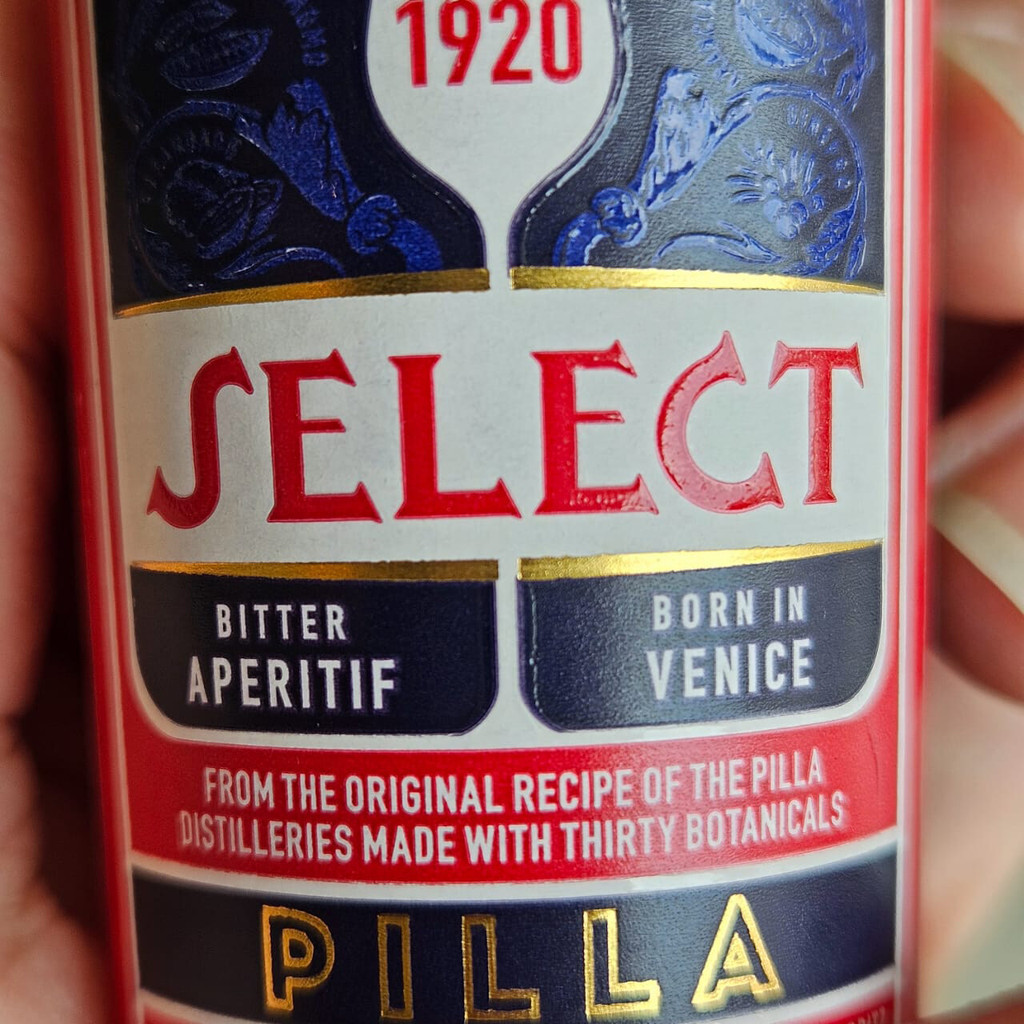 1920
SELECT
BITTER
APERITIF
BORN IN
VENICE
FROM THE ORIGINAL RECIPE OF THE PILLA
DISTILLERIES MADE WITH THIRTY BOTANICALS
PILLA